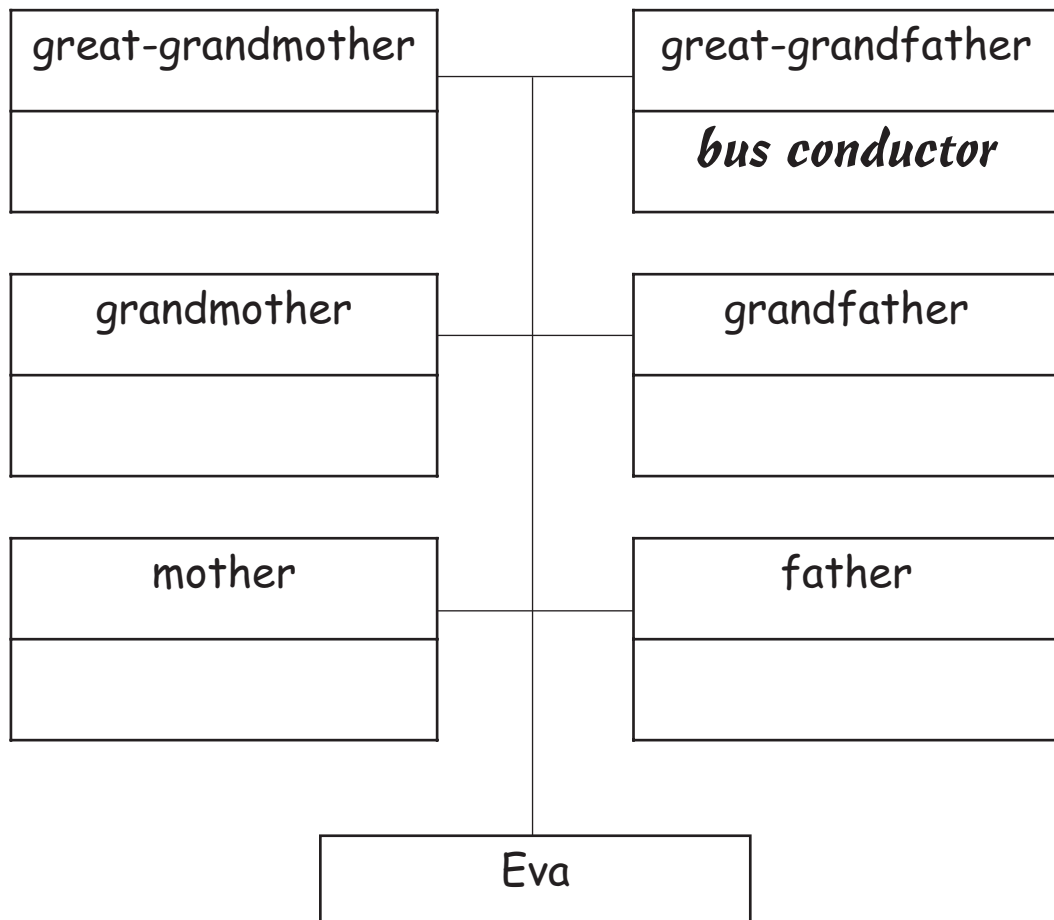 great-grandmother
great-grandfather
bus conductor
grandmother
grandfather
mother
father
Eva